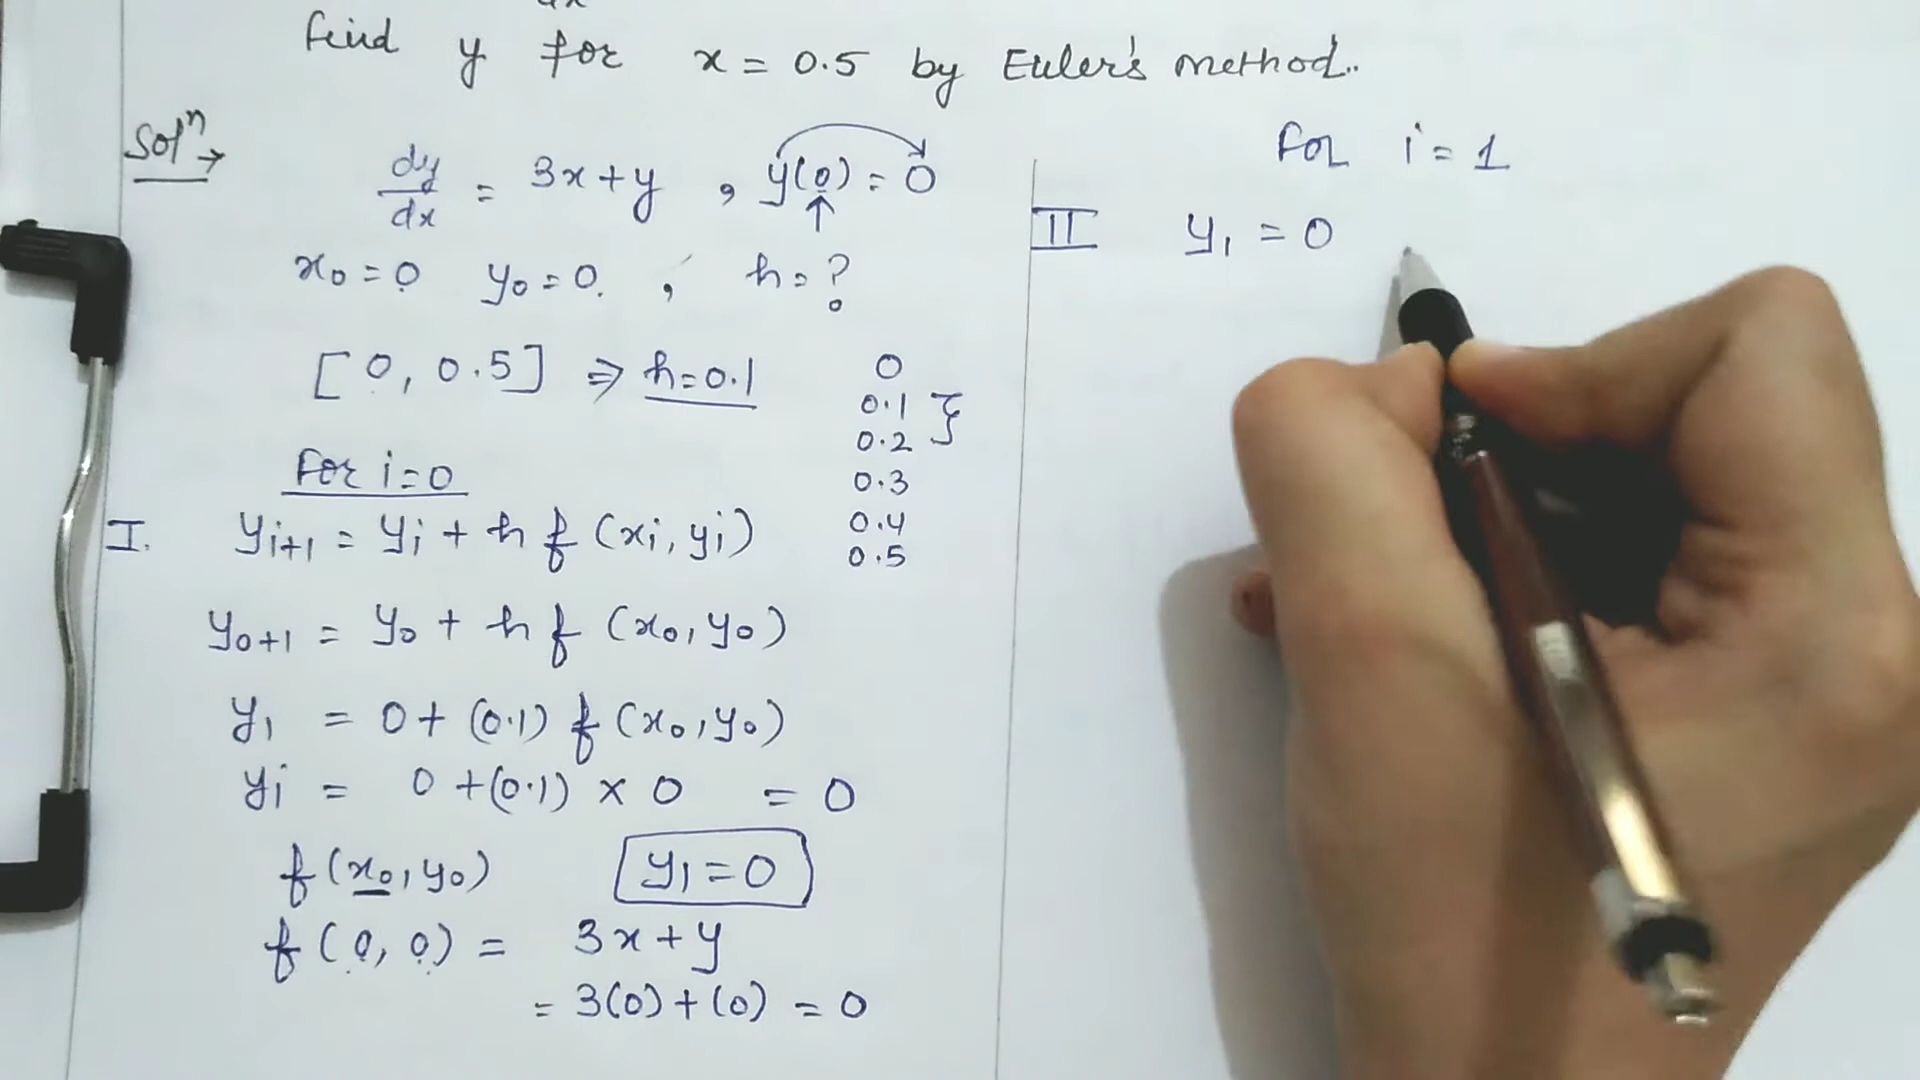 Find y for x = 0.5 by Euler's method.
Solⁿ →
dy/dx = 3x+y , y(0) = 0
x₀ = 0 y₀ = 0. , h = ?
[0, 0.5] ⇒ h=0.1
0
0.1
0.2
0.3
0.4
0.5
For i=0
I. yᵢ₊₁ = yᵢ + h f (xᵢ, yᵢ)
y₀₊₁ = y₀ + h f (x₀, y₀)
y₁ = 0 + (0.1) f (x₀, y₀)
yi = 0 + (0.1) × 0 = 0
f (x₀, y₀) y₁ = 0
f (0, 0) = 3x + y
= 3(0) + (0) = 0
For i = 1
II y₁ = 0